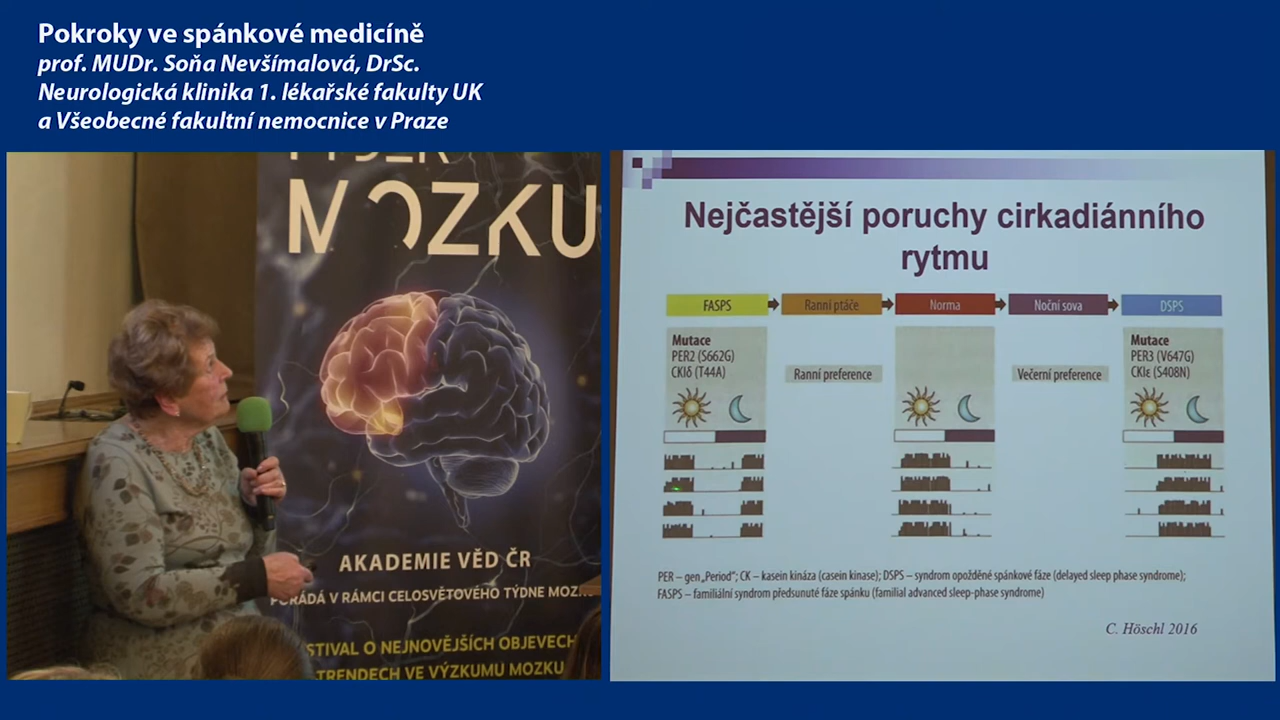 Pokroky ve spánkové medicíně
prof. MUDr. Soňa Nevšímalová, DrSc.
Neurologická klinika 1. lékařské fakulty UK
a Všeobecné fakultní nemocnice v Praze
MOZKU
AKADEMIE VĚD ČR
POŘÁDÁ V RÁMCI CELOSVĚTOVÉHO TÝDNE
STIVAL O NEJNOVĚJŠÍCH OBJEVECH
TRENDECH VE VÝZKUMU MOZKU
Nejčastější poruchy cirkadiánního
rytmu
FASPS
Ranní ptáče
Norma
Noční sova
DSPS
Mutace
PER2 (S662G)
CKIδ (T44A)
Ranní preference
Večerní preference
Mutace
PER3 (V647G)
CKIε (S408N)
PER – gen „Period“; CK – kasein kináza (casein kinase); DSPS – syndrom opožděné spánkové fáze (delayed sleep phase syndrome);
FASPS – familiální syndrom předsunuté fáze spánku (familial advanced sleep-phase syndrome)
C. Höschl 2016